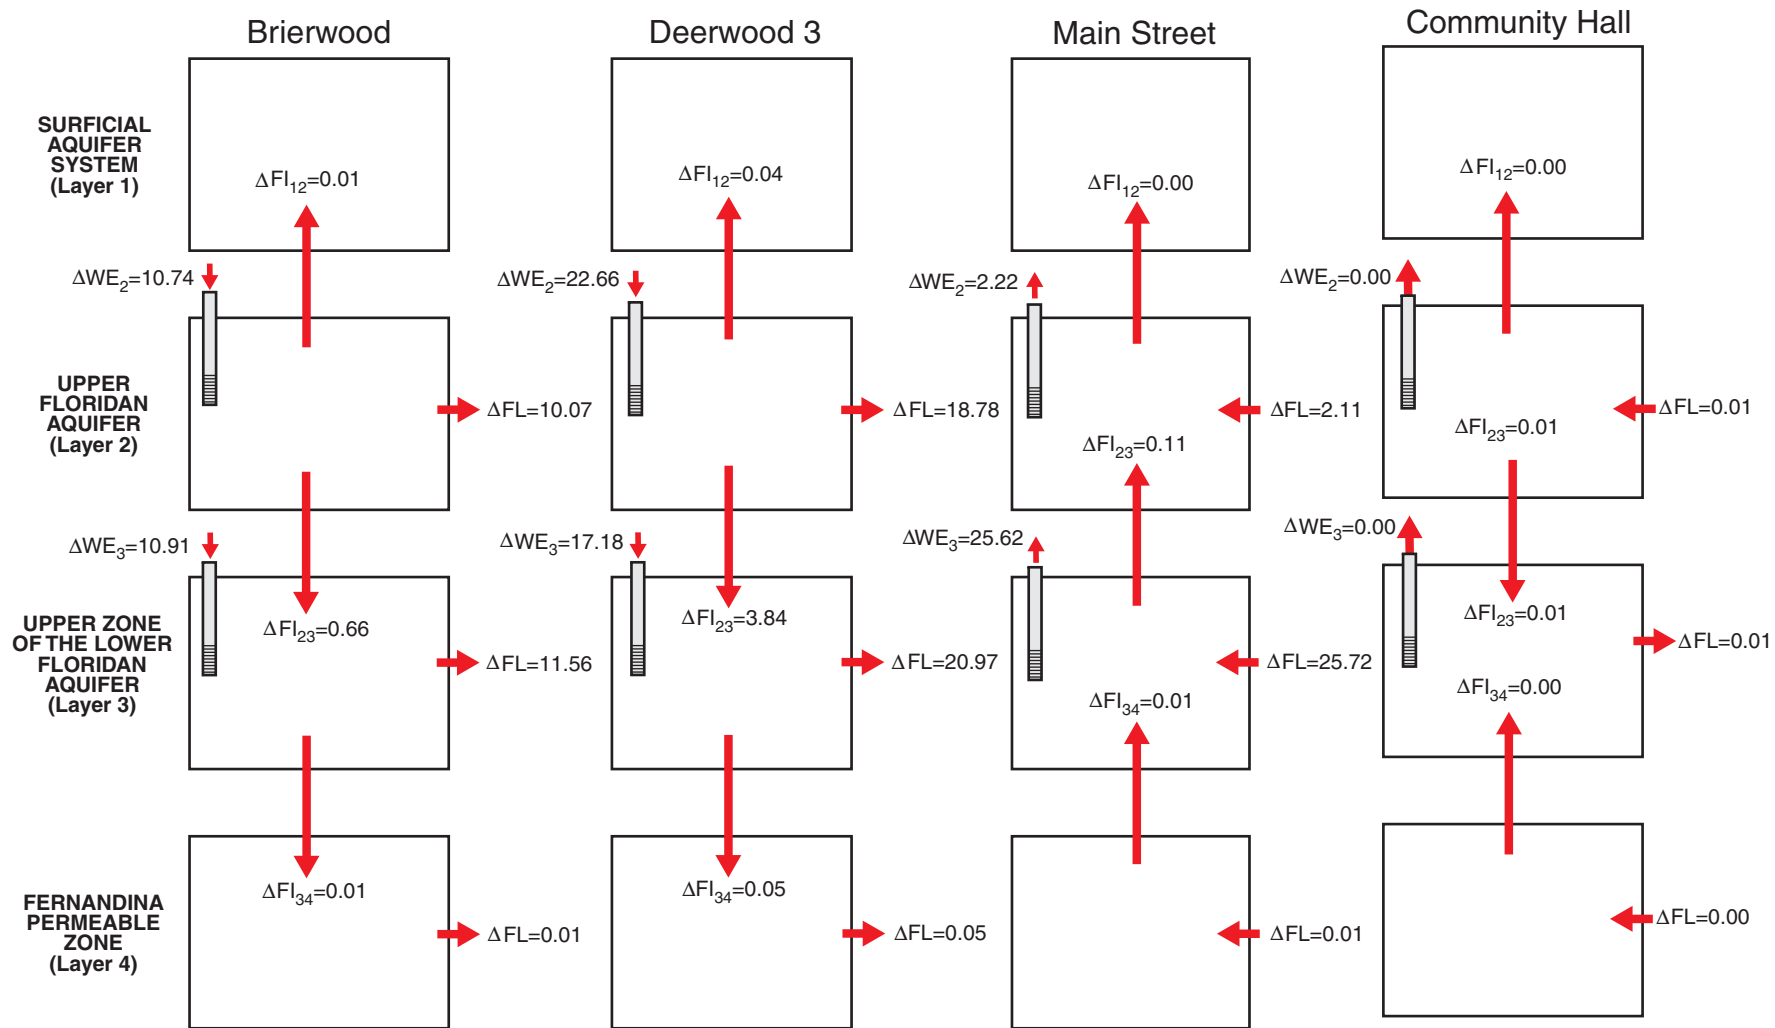 Brierwood
Deerwood 3
Main Street
Community Hall
SURFICIAL
AQUIFER
SYSTEM
(Layer 1)
ΔFI₁₂=0.01
ΔFI₁₂=0.04
ΔFI₁₂=0.00
ΔFI₁₂=0.00
ΔWE₂=10.74
ΔWE₂=22.66
ΔWE₂=2.22
ΔWE₂=0.00
UPPER
FLORIDAN
AQUIFER
(Layer 2)
ΔFL=10.07
ΔFL=18.78
ΔFL=2.11
ΔFL=0.01
ΔFI₂₃=0.11
ΔFI₂₃=0.01
ΔWE₃=10.91
ΔWE₃=17.18
ΔWE₃=25.62
ΔWE₃=0.00
UPPER ZONE
OF THE LOWER
FLORIDAN
AQUIFER
(Layer 3)
ΔFI₂₃=0.66
ΔFI₂₃=3.84
ΔFI₂₃=0.01
ΔFL=11.56
ΔFL=20.97
ΔFL=25.72
ΔFL=0.01
ΔFI₃₄=0.01
ΔFI₃₄=0.00
FERNANDINA
PERMEABLE
ZONE
(Layer 4)
ΔFI₃₄=0.01
ΔFI₃₄=0.05
ΔFL=0.01
ΔFL=0.05
ΔFL=0.01
ΔFL=0.00